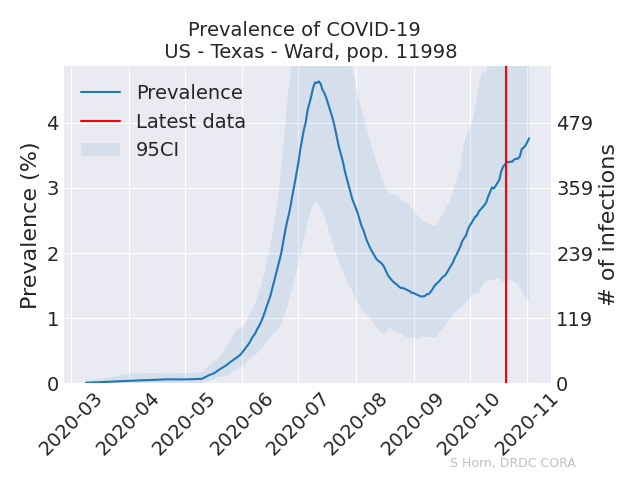 Prevalence of COVID-19
US - Texas - Ward, pop. 11998
Prevalence
Latest data
95CI
Prevalence (%)
4
3
2
1
0
479
359
239
119
0
# of infections
2020-03
2020-04
2020-05
2020-06
2020-07
2020-08
2020-09
2020-10
2020-11
S Horn, DRDC CORA